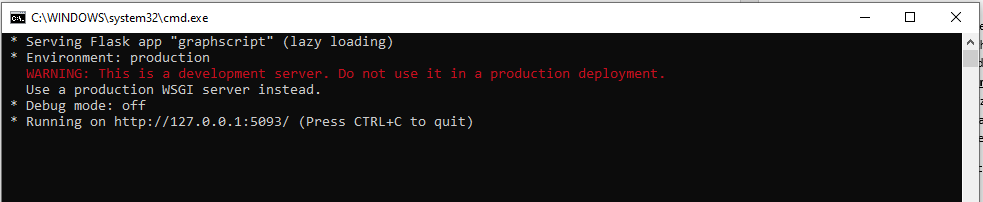 C:\WINDOWS\system32\cmd.exe
* Serving Flask app "graphscript" (lazy loading)
* Environment: production
WARNING: This is a development server. Do not use it in a production deployment.
Use a production WSGI server instead.
* Debug mode: off
* Running on http://127.0.0.1:5093/ (Press CTRL+C to quit)